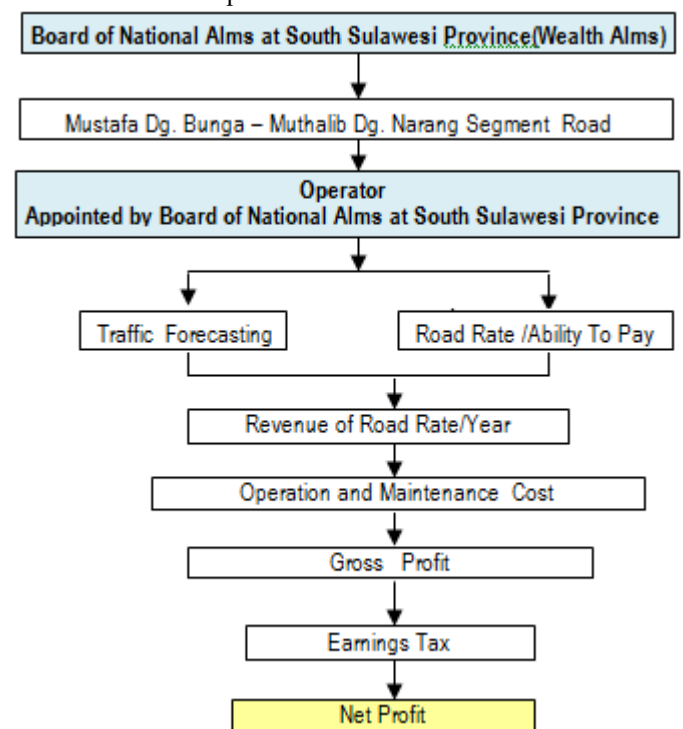 Board of National Alms at South Sulawesi Province(Wealth Alms)
Mustafa Dg. Bunga – Muthalib Dg. Narang Segment Road
Operator
Appointed by Board of National Alms at South Sulawesi Province
Traffic Forecasting
Road Rate /Ability To Pay
Revenue of Road Rate/Year
Operation and Maintenance Cost
Gross Profit
Earnings Tax
Net Profit